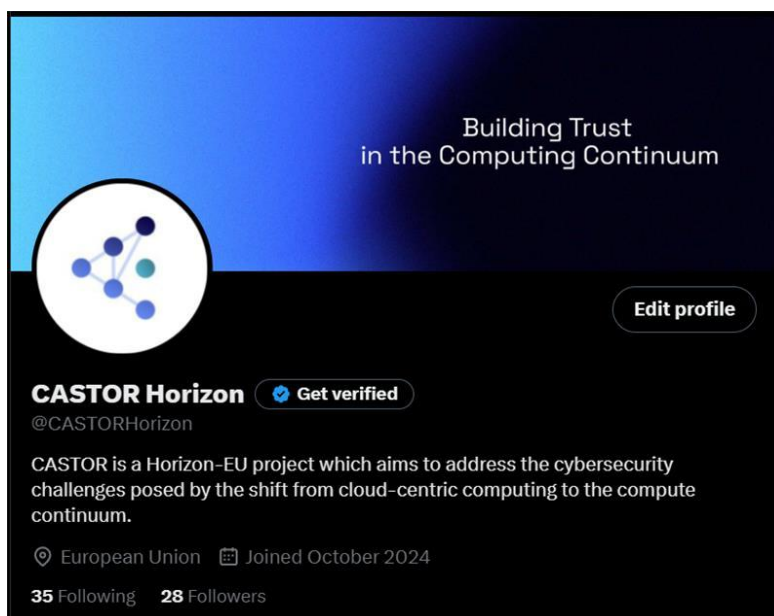 Building Trust
in the Computing Continuum
Edit profile
CASTOR Horizon Get verified
@CASTORHorizon
CASTOR is a Horizon-EU project which aims to address the cybersecurity
challenges posed by the shift from cloud-centric computing to the compute
continuum.
European Union Joined October 2024
35 Following 28 Followers